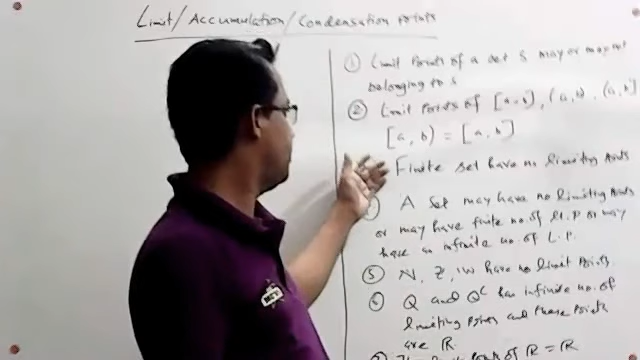 Limit/Accumulation/Condensation points
① Limit Points of a set S may or may not
belonging to S
② Limit Points of [a,b], (a,b), (a,b]
[a, b) = [a, b]
Finite set have no limiting points
A set may have no limiting points
or may have finite no. of L.P or may
have an infinite no. of L.P.
⑤ N, Z, W have no limit points
⑥ Q and Qᶜ has infinite no. of
limiting points and these points
are R
of R = R